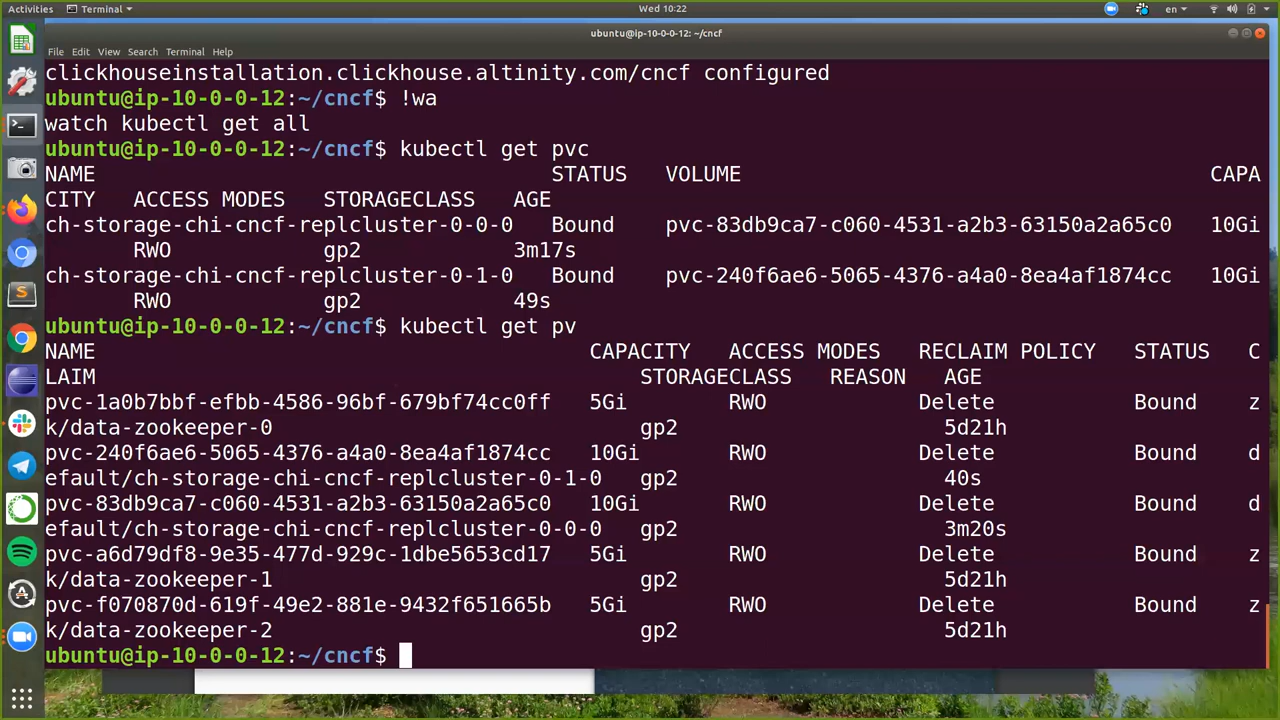 Activities Terminal Wed 10:22 en
ubuntu@ip-10-0-0-12: ~/cncf
File Edit View Search Terminal Help
clickhouseinstallation.clickhouse.altinity.com/cncf configured
ubuntu@ip-10-0-0-12:~/cncf$ !wa
watch kubectl get all
ubuntu@ip-10-0-0-12:~/cncf$ kubectl get pvc
NAME STATUS VOLUME CAPA
CITY ACCESS MODES STORAGECLASS AGE
ch-storage-chi-cncf-replcluster-0-0-0 Bound pvc-83db9ca7-c060-4531-a2b3-63150a2a65c0 10Gi
RWO gp2 3m17s
ch-storage-chi-cncf-replcluster-0-1-0 Bound pvc-240f6ae6-5065-4376-a4a0-8ea4af1874cc 10Gi
RWO gp2 49s
ubuntu@ip-10-0-0-12:~/cncf$ kubectl get pv
NAME CAPACITY ACCESS MODES RECLAIM POLICY STATUS C
LAIM STORAGECLASS REASON AGE
pvc-1a0b7bbf-efbb-4586-96bf-679bf74cc0ff 5Gi RWO Delete Bound z
k/data-zookeeper-0 gp2 5d21h
pvc-240f6ae6-5065-4376-a4a0-8ea4af1874cc 10Gi RWO Delete Bound d
efault/ch-storage-chi-cncf-replcluster-0-1-0 gp2 40s
pvc-83db9ca7-c060-4531-a2b3-63150a2a65c0 10Gi RWO Delete Bound d
efault/ch-storage-chi-cncf-replcluster-0-0-0 gp2 3m20s
pvc-a6d79df8-9e35-477d-929c-1dbe5653cd17 5Gi RWO Delete Bound z
k/data-zookeeper-1 gp2 5d21h
pvc-f070870d-619f-49e2-881e-9432f651665b 5Gi RWO Delete Bound z
k/data-zookeeper-2 gp2 5d21h
ubuntu@ip-10-0-0-12:~/cncf$